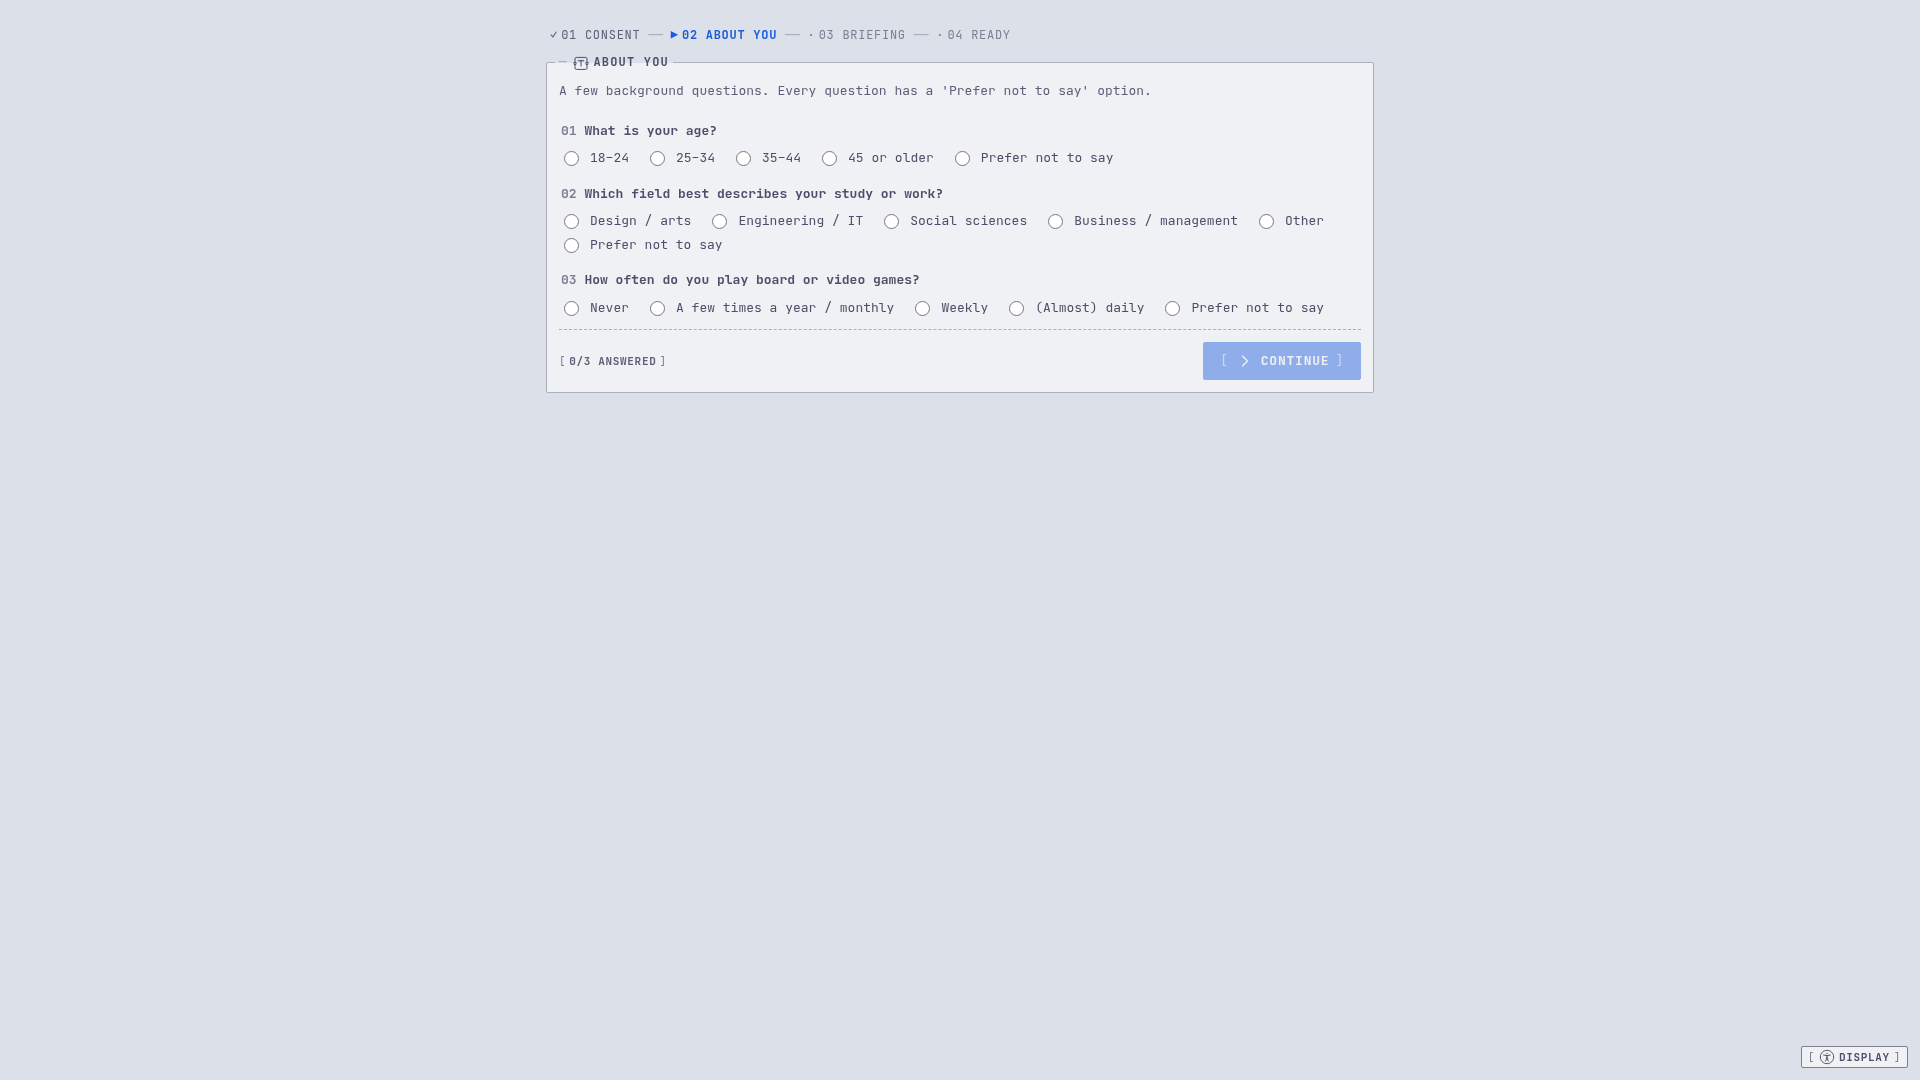 ✓ 01 CONSENT — ▶ 02 ABOUT YOU — · 03 BRIEFING — · 04 READY
ABOUT YOU
A few background questions. Every question has a 'Prefer not to say' option.
01 What is your age?
18–24 25–34 35–44 45 or older Prefer not to say
02 Which field best describes your study or work?
Design / arts Engineering / IT Social sciences Business / management Other
Prefer not to say
03 How often do you play board or video games?
Never A few times a year / monthly Weekly (Almost) daily Prefer not to say
[ 0/3 ANSWERED ] [ > CONTINUE ]
[ DISPLAY ]